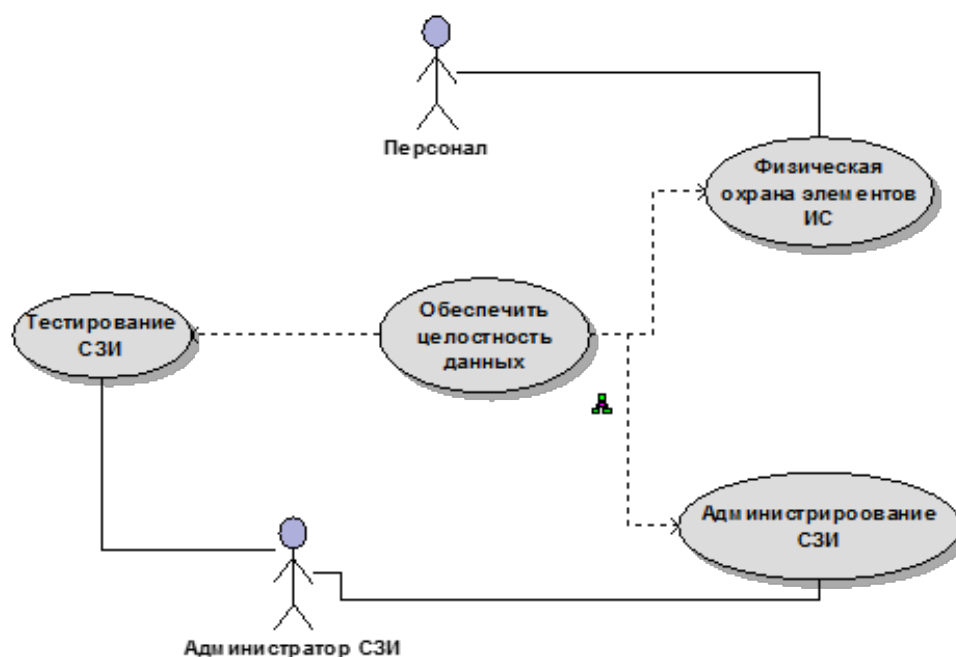 Персонал
Физическая
охрана элементов
ИС
Обеспечить
целостность
данных
Тестирование
СЗИ
Администрироование
СЗИ
Администратор СЗИ